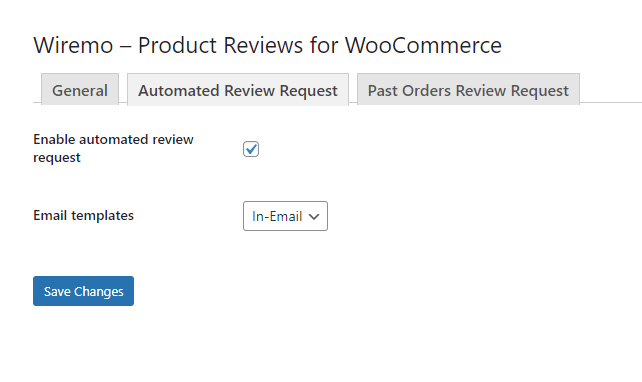 Wiremo – Product Reviews for WooCommerce
General Automated Review Request Past Orders Review Request
Enable automated review
request
Email templates In-Email
Save Changes